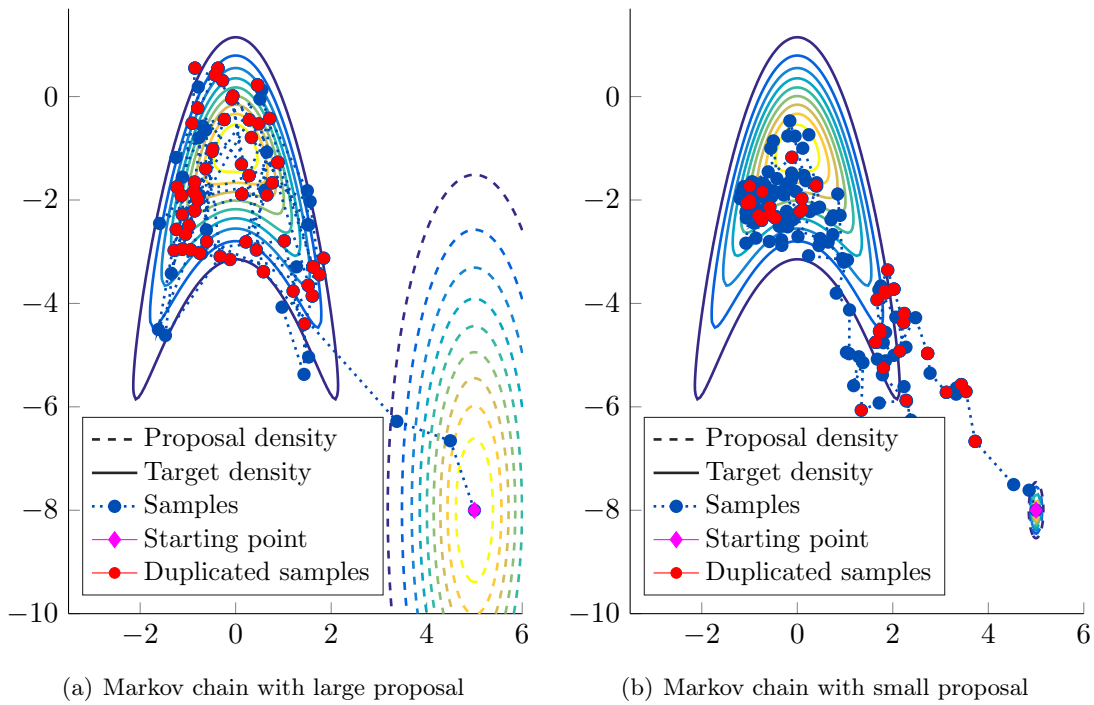 0
−2
−4
−6
−8
−10
−2 0 2 4 6
Proposal density
Target density
Samples
Starting point
Duplicated samples
(a) Markov chain with large proposal
0
−2
−4
−6
−8
−10
−2 0 2 4 6
Proposal density
Target density
Samples
Starting point
Duplicated samples
(b) Markov chain with small proposal